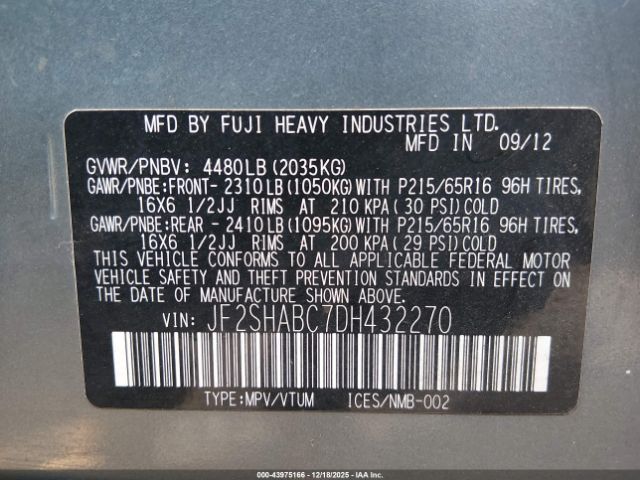 MFD BY FUJI HEAVY INDUSTRIES LTD.
MFD IN 09/12
GVWR/PNBV: 4480LB(2035KG)
GAWR/PNBE:FRONT- 2310LB(1050KG)WITH P215/65R16 96H TIRES,
16X6 1/2JJ RIMS AT 210 KPA(30 PSI)COLD
GAWR/PNBE:REAR -2410LB(1095KG)WITH P215/65R16 96H TIRES,
16X6 1/2JJ RIMS AT 200 KPA(29 PSI)COLD
THIS VEHICLE CONFORMS TO ALL APPLICABLE FEDERAL MOTOR
VEHICLE SAFETY AND THEFT PREVENTION STANDARDS IN EFFECT ON
THE DATE OF MANUFACTURE SHOWN ABOVE.
VIN: JF2SHABC7DH432270
TYPE:MPV/VTUM ICES/NMB-002
000-43975166 - 12/18/2025 - IAAI.COM